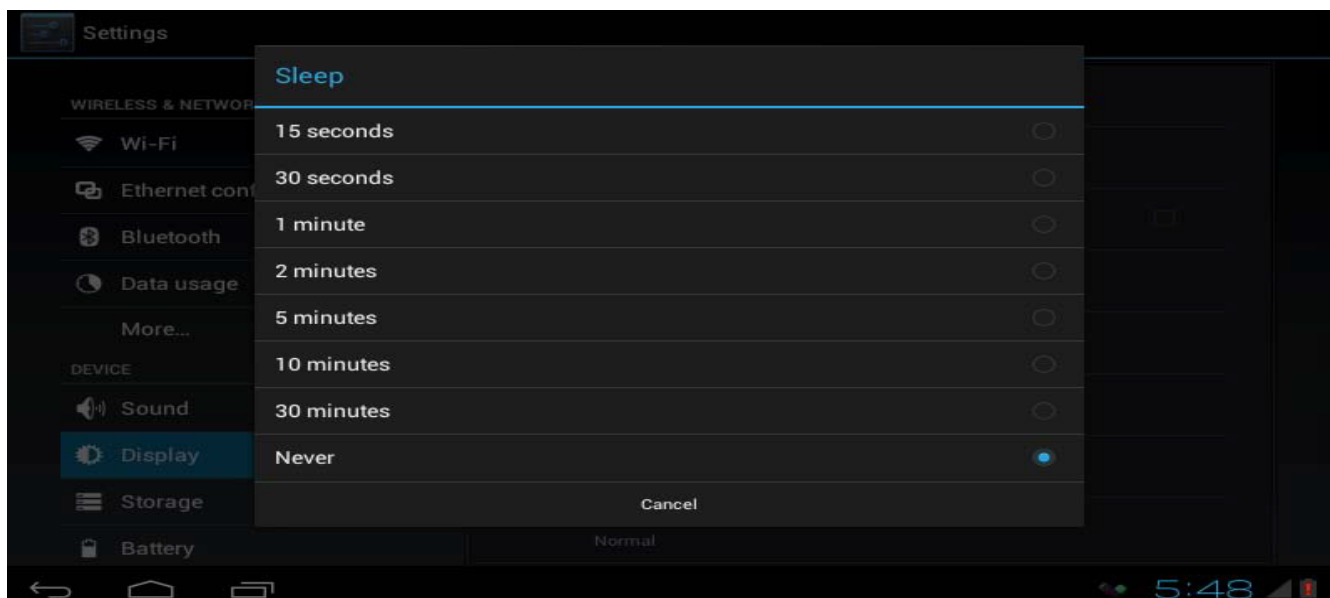 Settings
WIRELESS & NETWOR
Wi-Fi
Ethernet conf
Bluetooth
Data usage
More...
DEVICE
Sound
Display
Storage
Battery
Sleep
15 seconds
30 seconds
1 minute
2 minutes
5 minutes
10 minutes
30 minutes
Never
Cancel
Normal
5:48